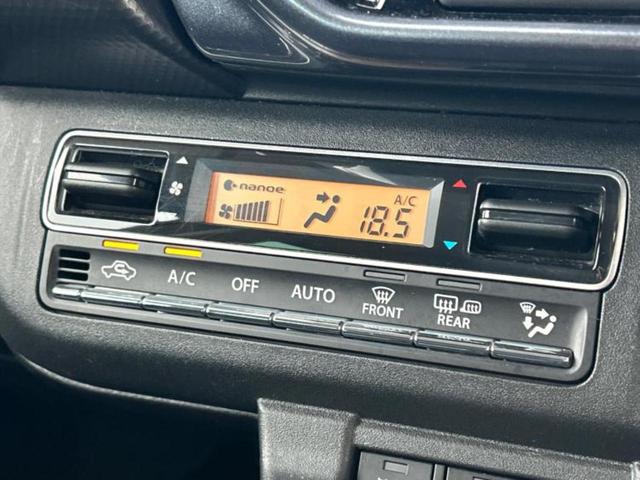 nanoe
A/C
18.5
A/C
OFF
AUTO
FRONT
REAR